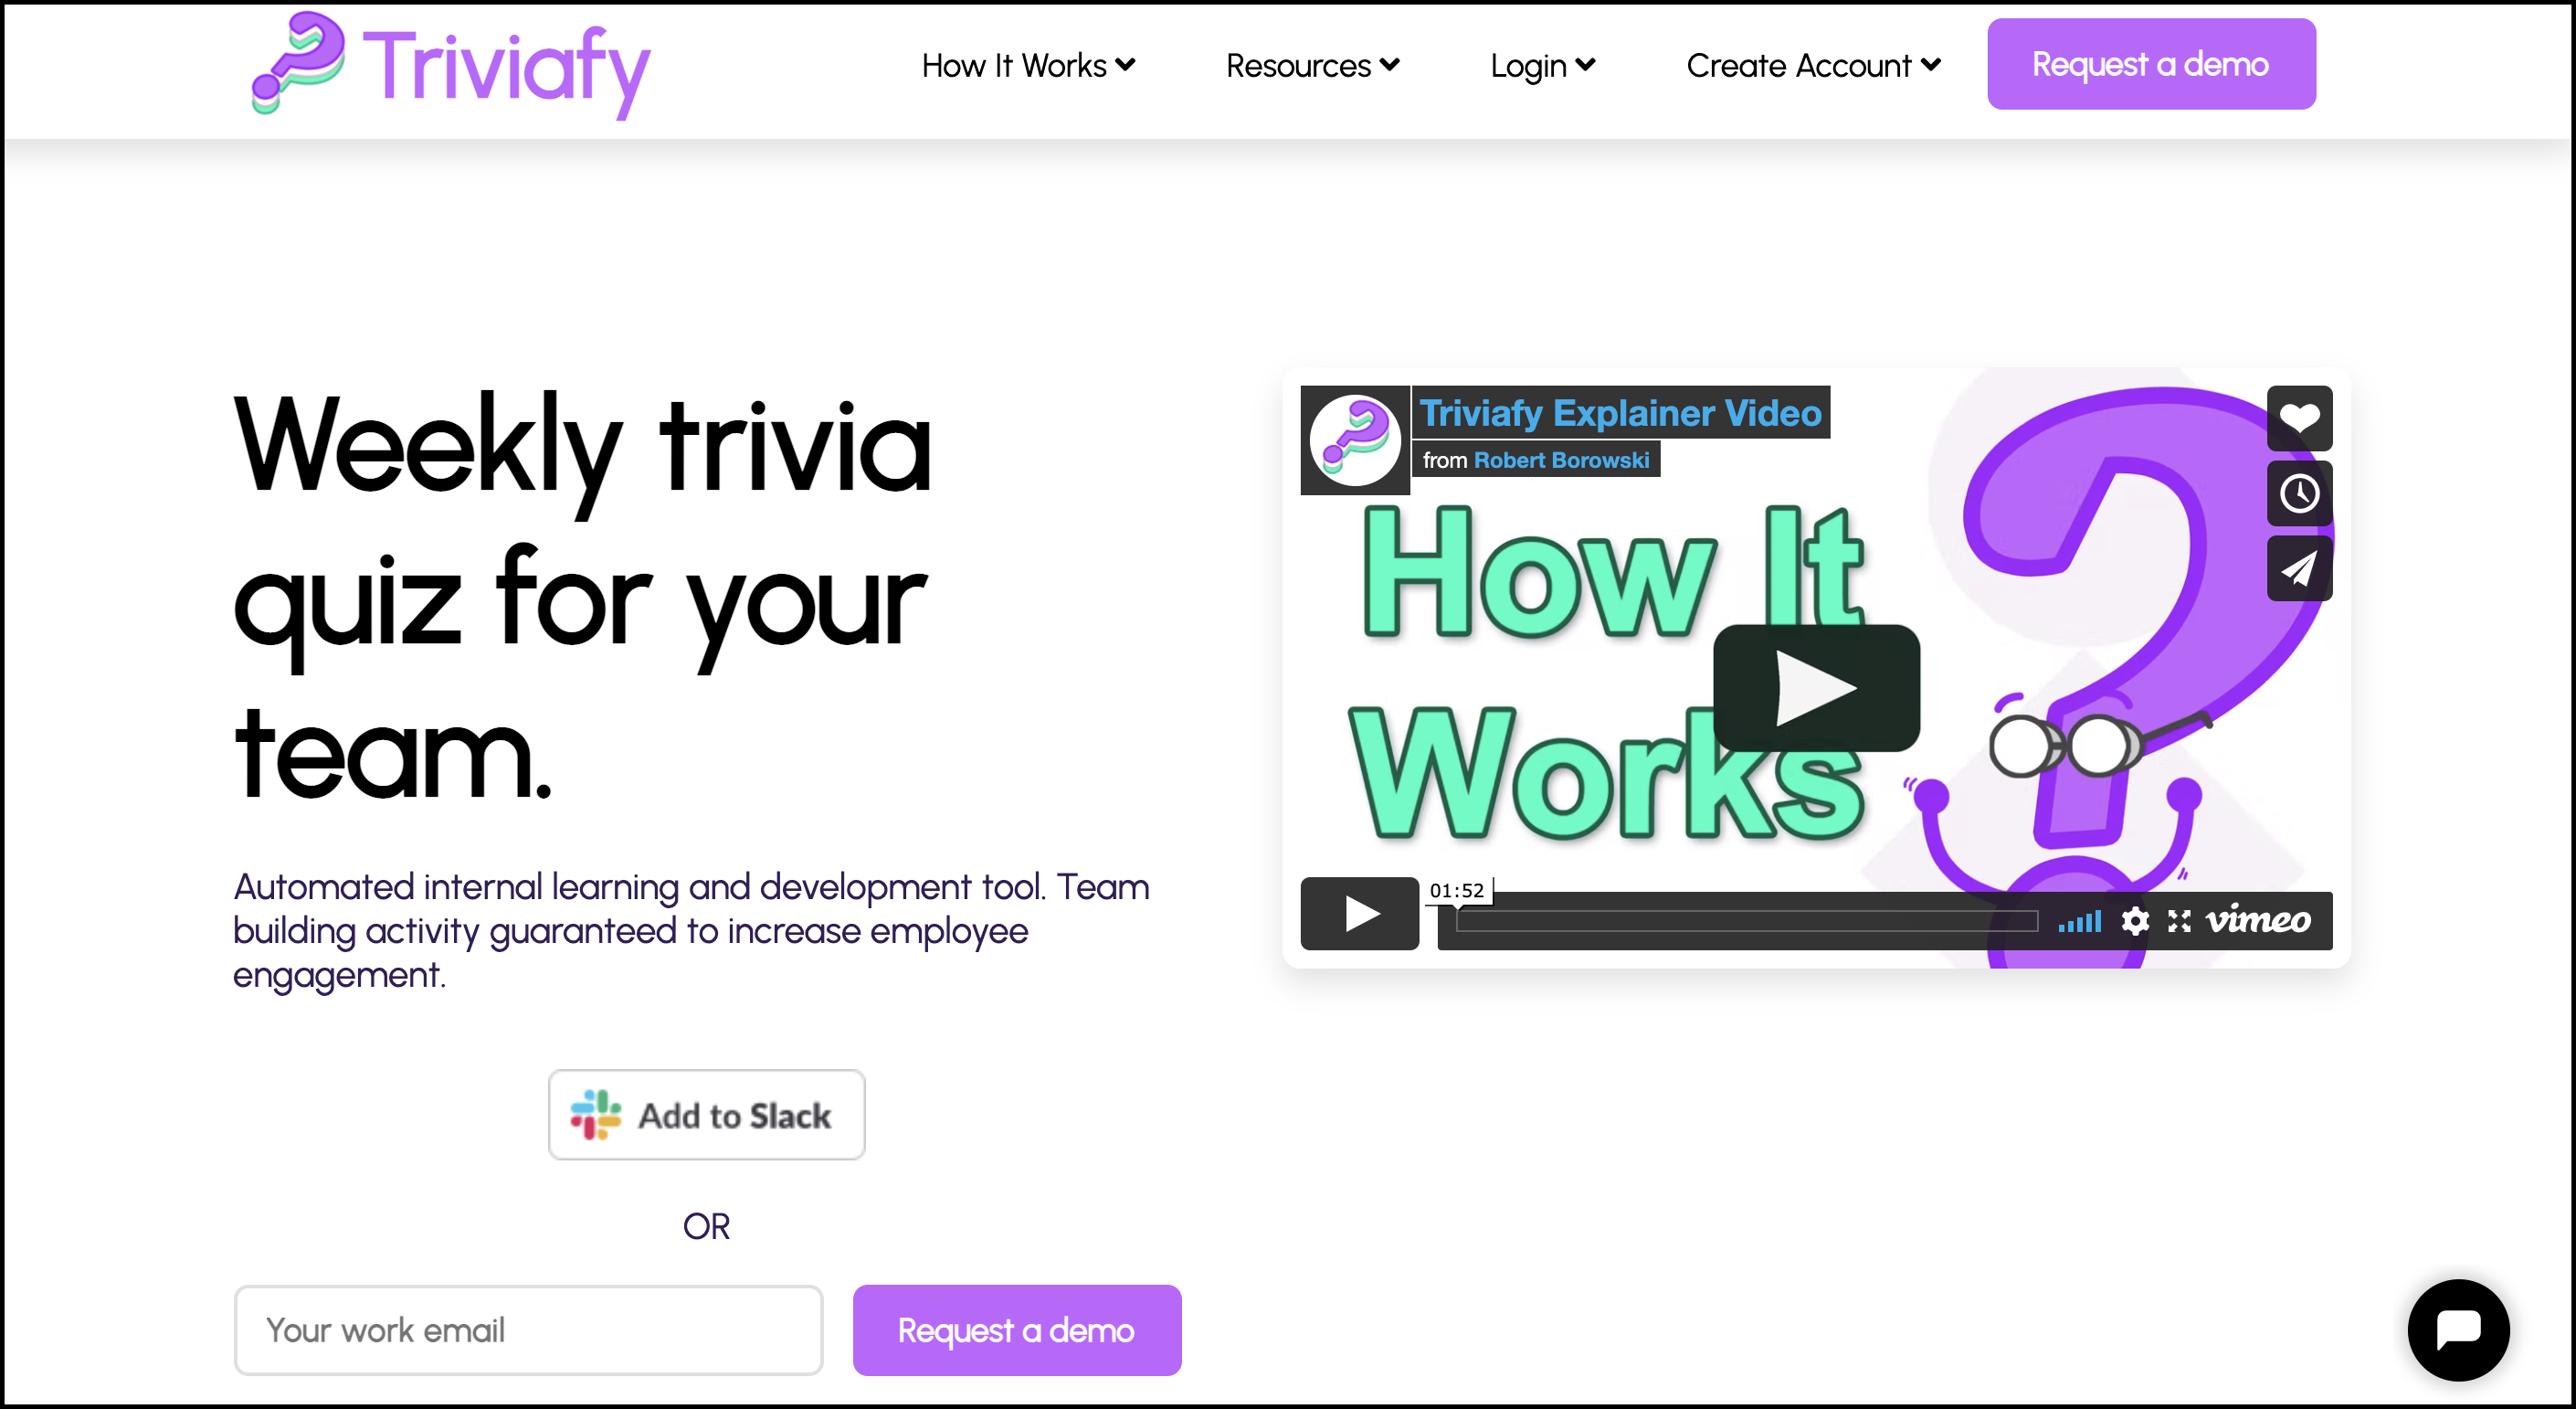 Triviafy
How It Works
Resources
Login
Create Account
Request a demo
Weekly trivia
quiz for your
team.
Automated internal learning and development tool. Team
building activity guaranteed to increase employee
engagement.
Add to Slack
OR
Your work email
Request a demo
Triviafy Explainer Video
from Robert Borowski
How It
Works
01:52
vimeo